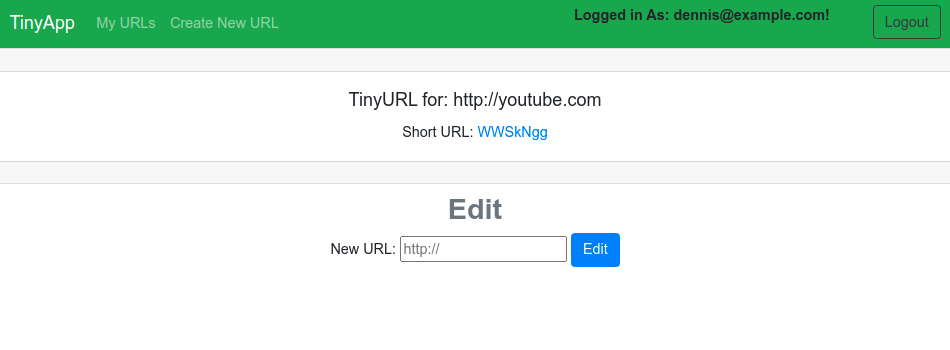 TinyApp My URLs Create New URL Logged in As: dennis@example.com! Logout
TinyURL for: http://youtube.com
Short URL: WWSkNgg
Edit
New URL: http:// Edit